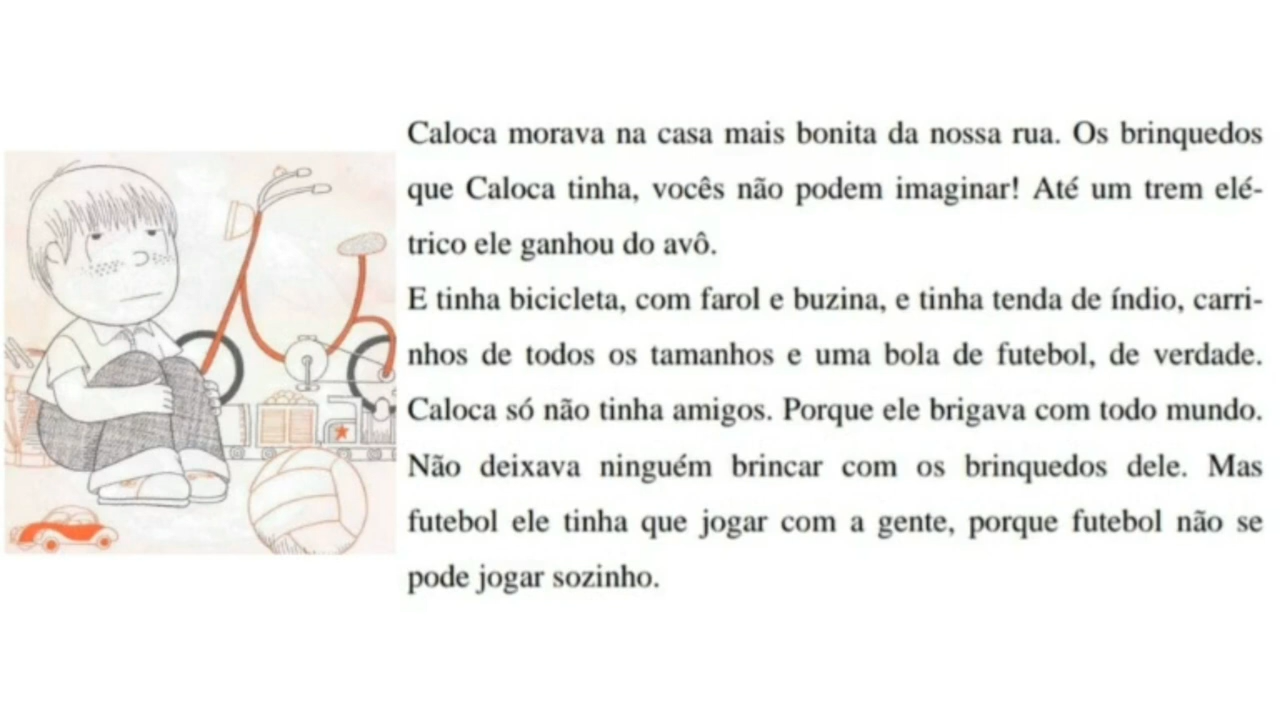 Caloca morava na casa mais bonita da nossa rua. Os brinquedos
que Caloca tinha, vocês não podem imaginar! Até um trem elé-
trico ele ganhou do avô.
E tinha bicicleta, com farol e buzina, e tinha tenda de índio, carri-
nhos de todos os tamanhos e uma bola de futebol, de verdade.
Caloca só não tinha amigos. Porque ele brigava com todo mundo.
Não deixava ninguém brincar com os brinquedos dele. Mas
futebol ele tinha que jogar com a gente, porque futebol não se
pode jogar sozinho.